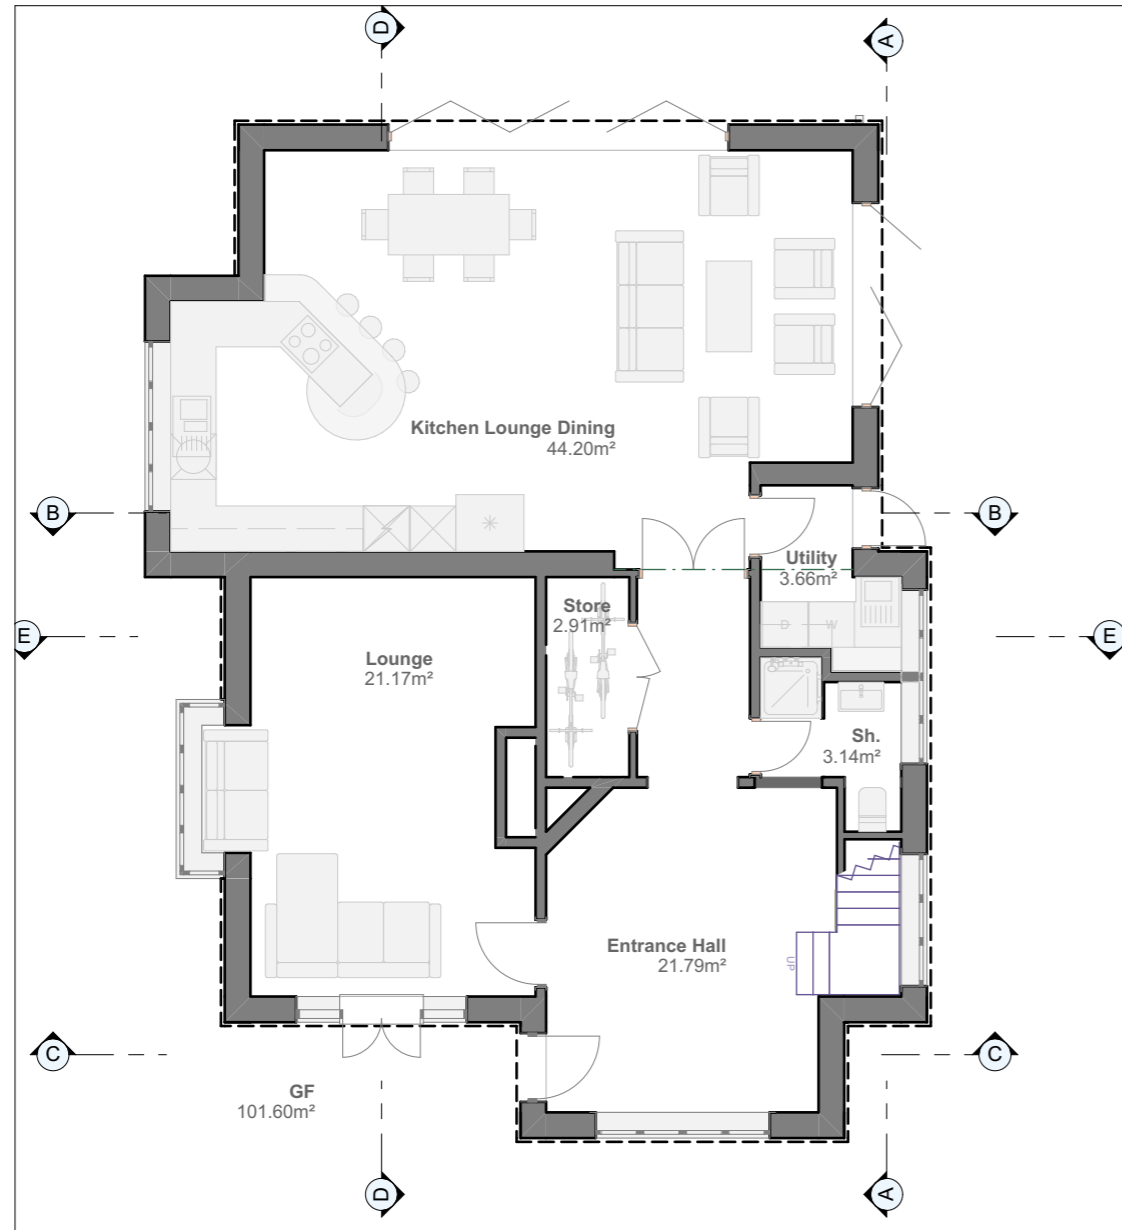 D
A
Kitchen Lounge Dining
44.20m²
B
B
Utility
3.66m²
Store
2.91m²
D W
E
E
Lounge
21.17m²
Sh.
3.14m²
Entrance Hall
21.79m²
UP
C
C
GF
101.60m²
D
A